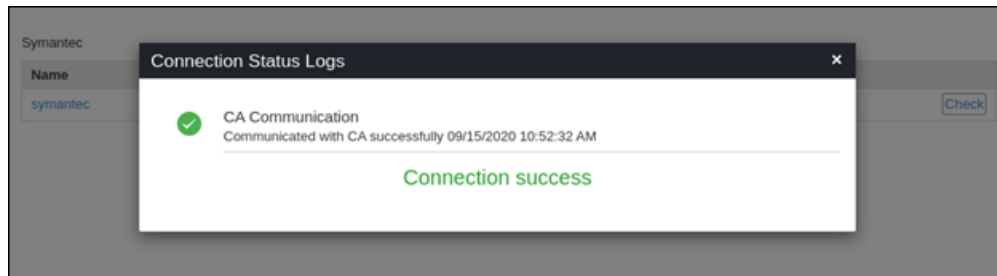 Symantec
Connection Status Logs ×
Name
symantec
Check
CA Communication
Communicated with CA successfully 09/15/2020 10:52:32 AM
Connection success